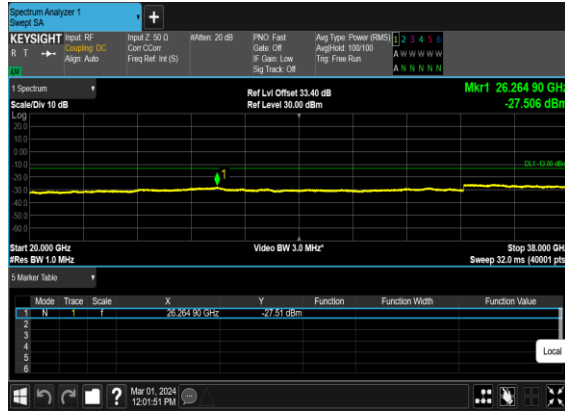 Spectrum Analyzer 1
Swept SA
KEYSIGHT Input: RF Input Z: 50 Ω #Atten: 20 dB PNO: Fast Avg Type: Power (RMS) 1 2 3 4 5 6
R T Coupling: DC Corr CCorr Gate: Off Avg|Hold: 100/100 A W W W W W
Align: Auto Freq Ref: Int (S) IF Gain: Low Trig: Free Run
Sig Track: Off A N N N N N
1 Spectrum Ref Lvl Offset 33.40 dB Mkr1 26.264 90 GHz
Scale/Div 10 dB Ref Level 30.00 dBm -27.506 dBm
Log
20.0
10.0
0.00
-10.0 DL1 -13.00 dBm
1
-20.0
-30.0
-40.0
-50.0
-60.0
Start 20.000 GHz Video BW 3.0 MHz* Stop 38.000 GHz
#Res BW 1.0 MHz Sweep 32.0 ms (40001 pts)
5 Marker Table
Mode Trace Scale X Y Function Function Width Function Value
1 N 1 f 26.264 90 GHz -27.51 dBm
2
3
4
5
6
Local
? Mar 01, 2024
12:01:51 PM